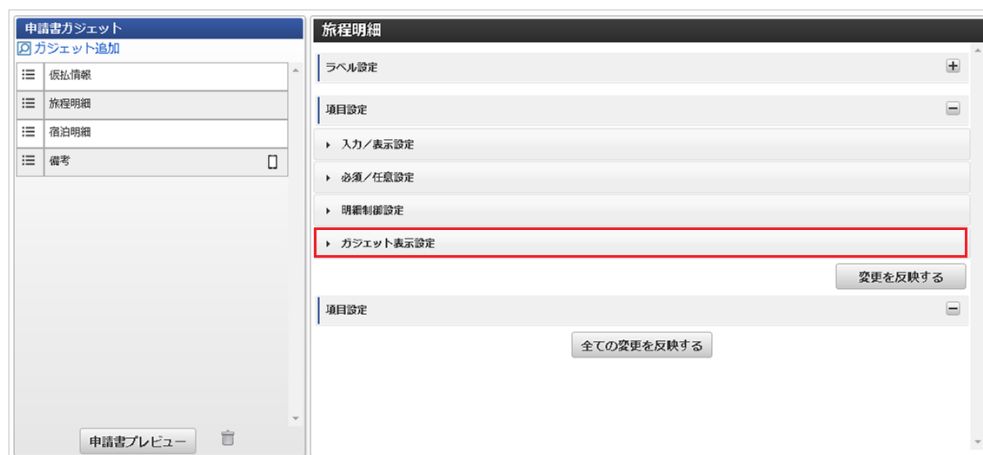 申請書ガジェット
ガジェット追加
仮払情報
旅程明細
宿泊明細
備考
申請書プレビュー
旅程明細
ラベル設定
項目設定
入力／表示設定
必須／任意設定
明細制御設定
ガジェット表示設定
変更を反映する
項目設定
全ての変更を反映する